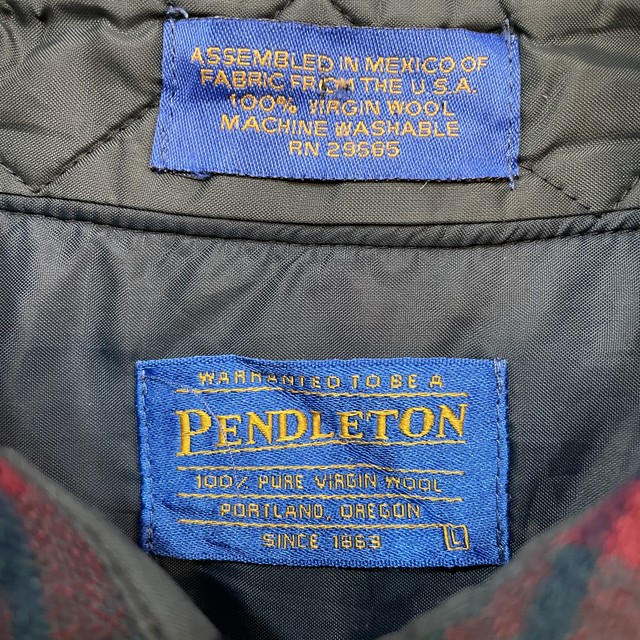 ASSEMBLED IN MEXICO OF
FABRIC FROM THE U.S.A.
100% VIRGIN WOOL
MACHINE WASHABLE
RN 29565
WARRANTED TO BE A
PENDLETON
100% PURE VIRGIN WOOL
PORTLAND, OREGON
SINCE 1863 L